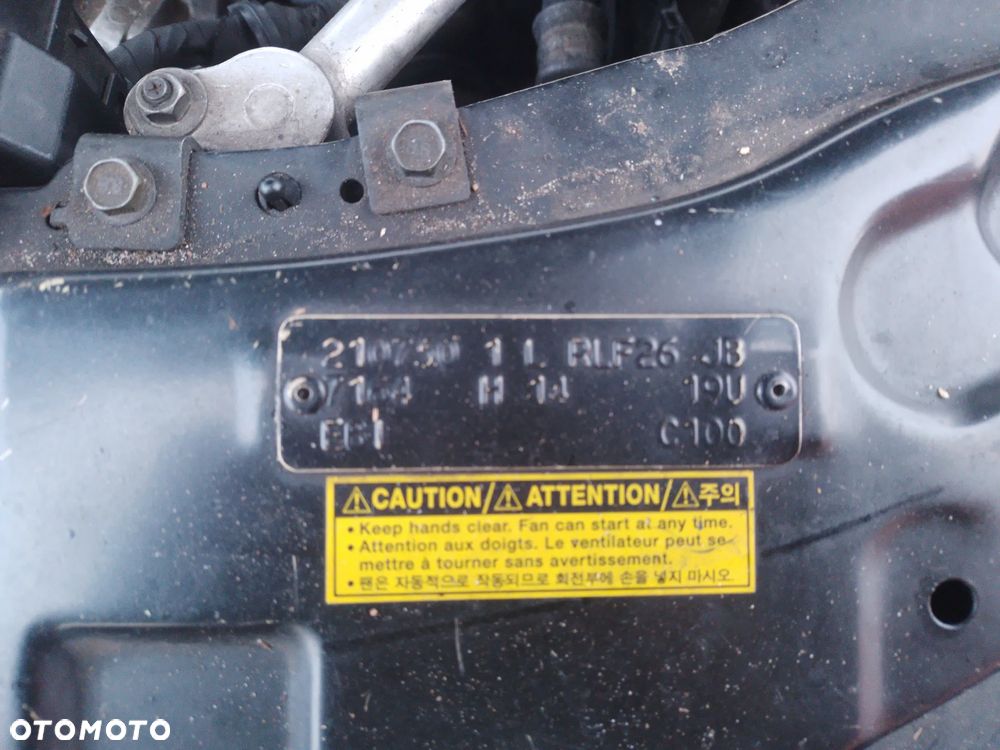 210730 1 L RLF26 JB
7164 H 14 19U
EB1 C100
⚠CAUTION/⚠ ATTENTION/⚠주의
• Keep hands clear. Fan can start at any time.
• Attention aux doigts. Le ventilateur peut se
mettre à tourner sans avertissement.
• 팬은 자동적으로 작동되므로 회전부에 손을 넣지 마시오.
OTOMOTO